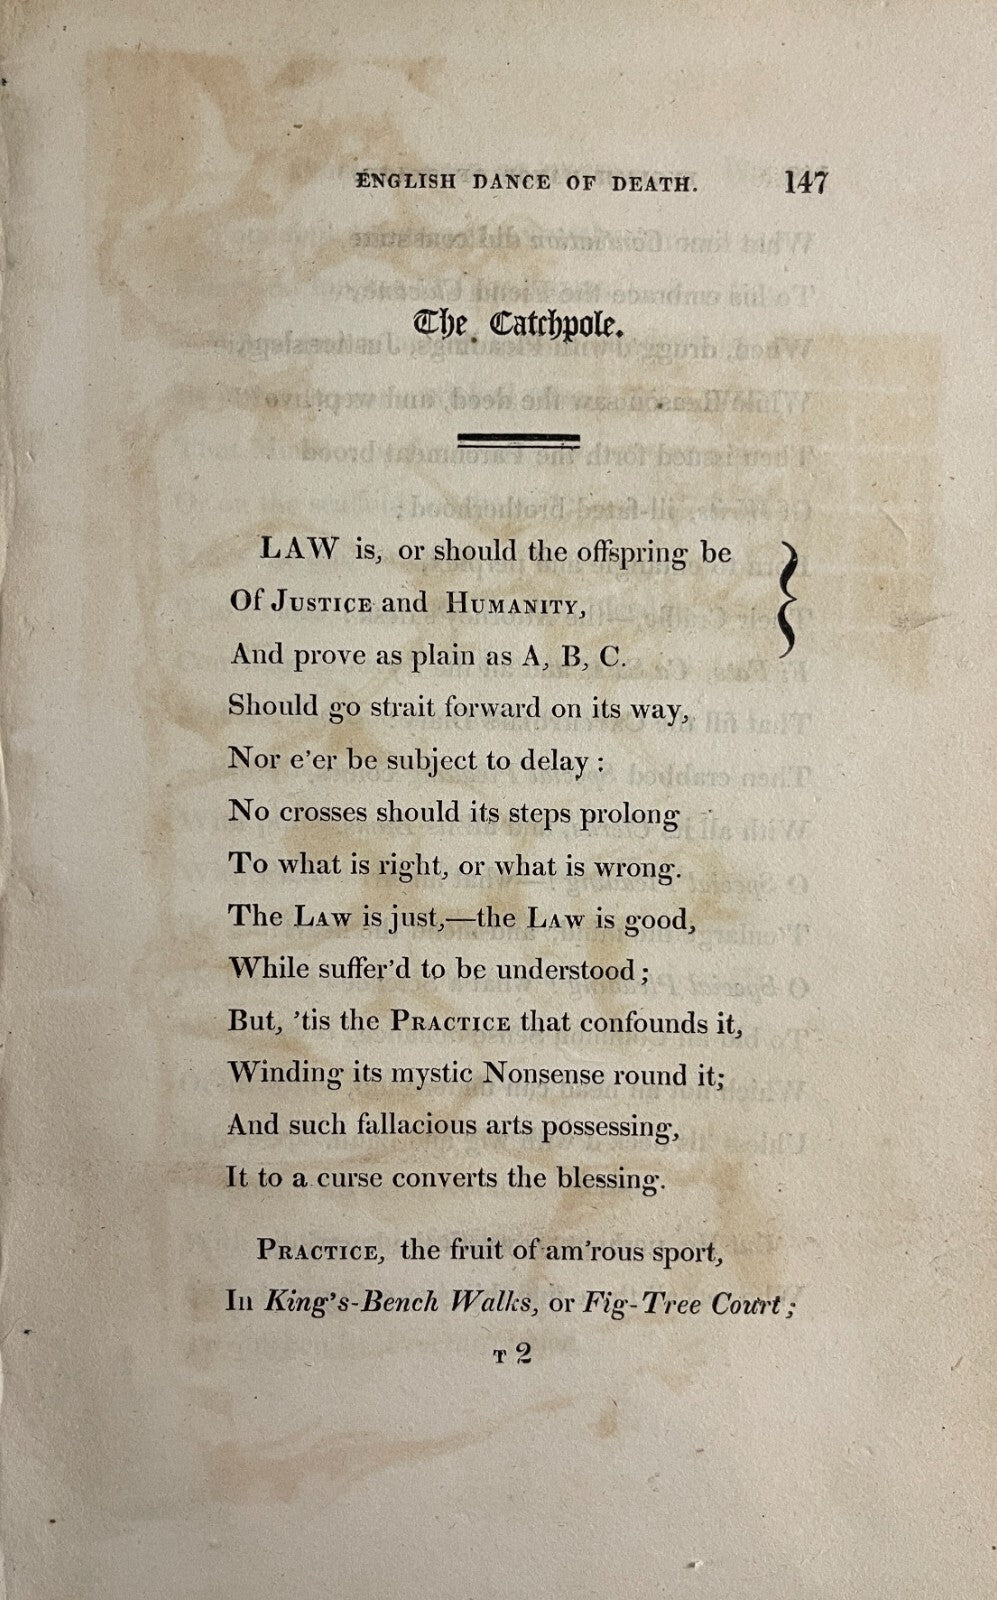 ENGLISH DANCE OF DEATH. 147
The Catchpole.
LAW is, or should the offspring be
Of JUSTICE and HUMANITY,
And prove as plain as A, B, C.
Should go strait forward on its way,
Nor e'er be subject to delay :
No crosses should its steps prolong
To what is right, or what is wrong.
The LAW is just,—the LAW is good,
While suffer'd to be understood ;
But, 'tis the PRACTICE that confounds it,
Winding its mystic Nonsense round it;
And such fallacious arts possessing,
It to a curse converts the blessing.
PRACTICE, the fruit of am'rous sport,
In King's-Bench Walks, or Fig-Tree Court ;
T 2